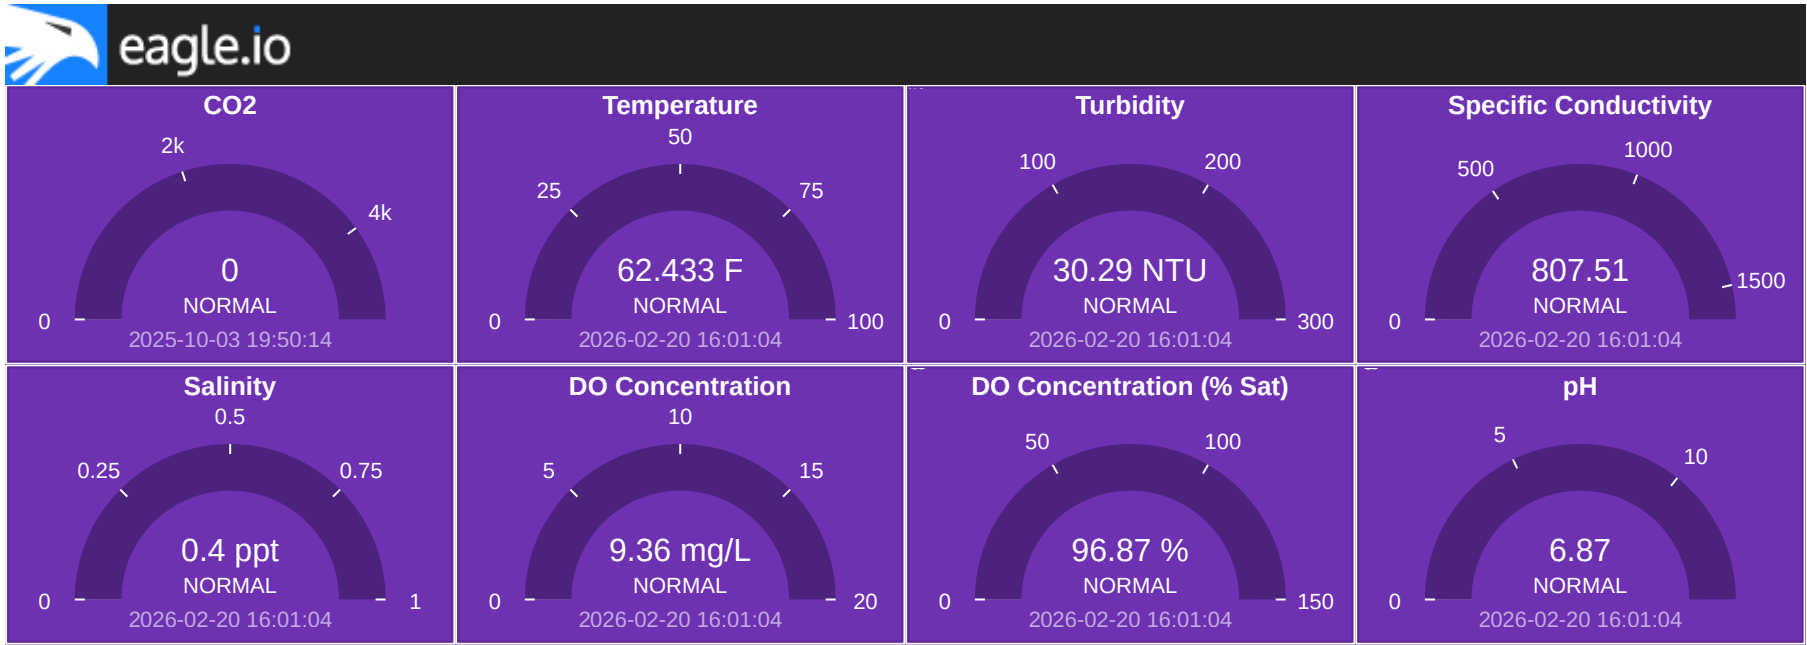 eagle.io
CO2
2k
4k
0
0
NORMAL
2025-10-03 19:50:14
Temperature
50
25
75
62.433 F
NORMAL
0
100
2026-02-20 16:01:04
Turbidity
100
200
30.29 NTU
NORMAL
0
300
2026-02-20 16:01:04
Specific Conductivity
1000
500
807.51
1500
NORMAL
0
2026-02-20 16:01:04
Salinity
0.5
0.25
0.75
0.4 ppt
NORMAL
0
1
2026-02-20 16:01:04
DO Concentration
10
5
15
9.36 mg/L
NORMAL
0
20
2026-02-20 16:01:04
DO Concentration (% Sat)
50
100
96.87 %
NORMAL
0
150
2026-02-20 16:01:04
pH
5
10
6.87
NORMAL
0
2026-02-20 16:01:04